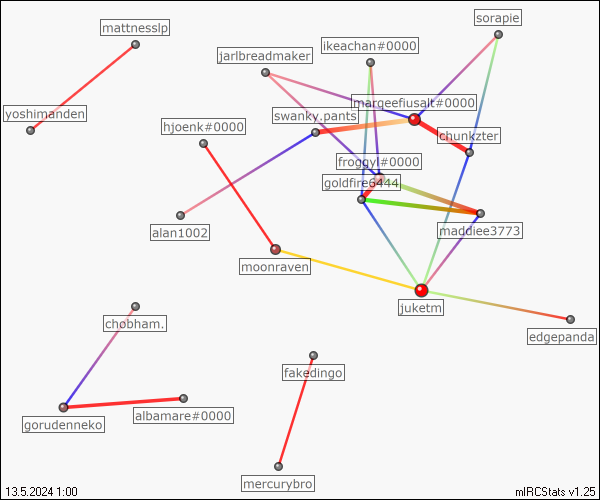 sorapie
mattnesslp
ikeachan#0000
jarlbreadmaker
margeefiusalt#0000
yoshimanden
swanky.pants
hjoenk#0000
chunkzter
froggyl#0000
goldfire6444
alan1002
maddiee3773
moonraven
juketm
chobham.
edgepanda
fakedingo
albamare#0000
gorudenneko
mercurybro
13.5.2024 1:00
mIRCStats v1.25